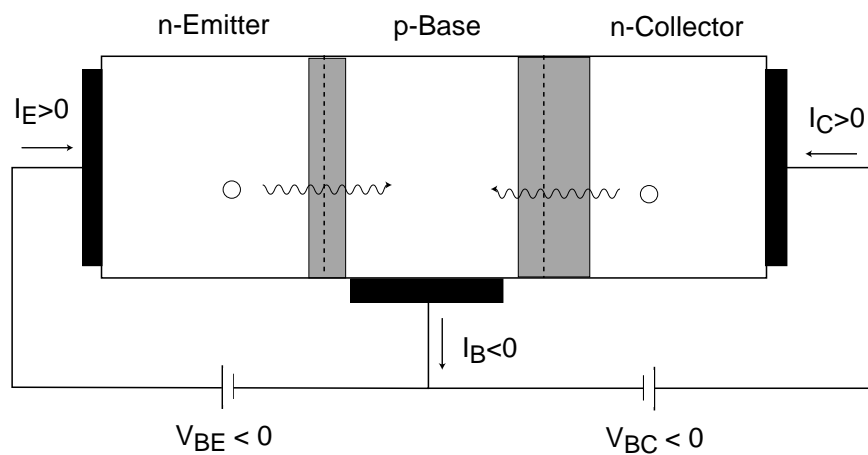 n-Emitter p-Base n-Collector
I_E>0 I_C>0
I_B<0
V_BE < 0 V_BC < 0